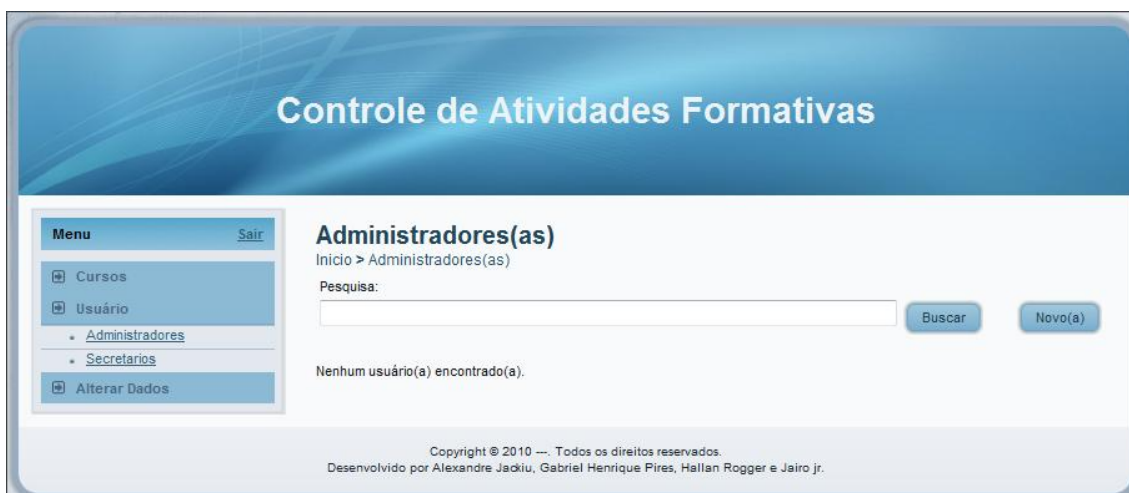 Controle de Atividades Formativas
Menu Sair
Cursos
Usuário
Administradores
Secretarios
Alterar Dados
Administradores(as)
Inicio > Administradores(as)
Pesquisa:
Buscar Novo(a)
Nenhum usuário(a) encontrado(a).
Copyright © 2010 ---. Todos os direitos reservados.
Desenvolvido por Alexandre Jackiu, Gabriel Henrique Pires, Hallan Rogger e Jairo jr.